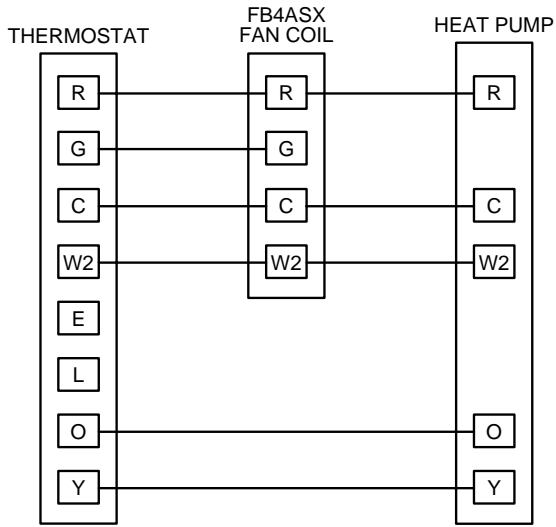 THERMOSTAT
FB4ASX
FAN COIL
HEAT PUMP
R R R
G G
C C C
W2 W2 W2
E
L
O O
Y Y